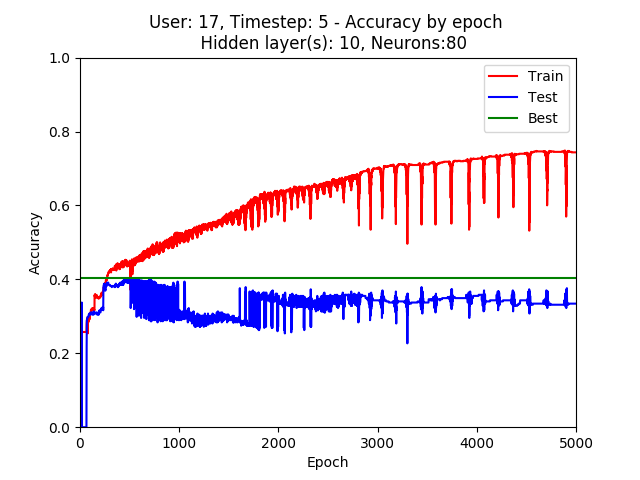 User: 17, Timestep: 5 - Accuracy by epoch
Hidden layer(s): 10, Neurons:80
Train
Test
Best
Accuracy
1.0
0.8
0.6
0.4
0.2
0.0
0 1000 2000 3000 4000 5000
Epoch